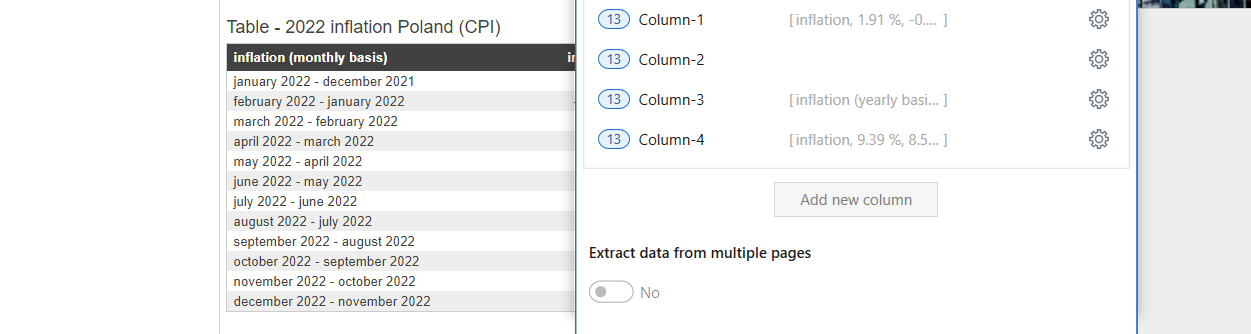 Table - 2022 inflation Poland (CPI)
inflation (monthly basis)
january 2022 - december 2021
february 2022 - january 2022
march 2022 - february 2022
april 2022 - march 2022
may 2022 - april 2022
june 2022 - may 2022
july 2022 - june 2022
august 2022 - july 2022
september 2022 - august 2022
october 2022 - september 2022
november 2022 - october 2022
december 2022 - november 2022
13 Column-1 [ inflation, 1.91 %, -0.... ]
13 Column-2
13 Column-3 [ inflation (yearly basi... ]
13 Column-4 [ inflation, 9.39 %, 8.5... ]
Add new column
Extract data from multiple pages
No